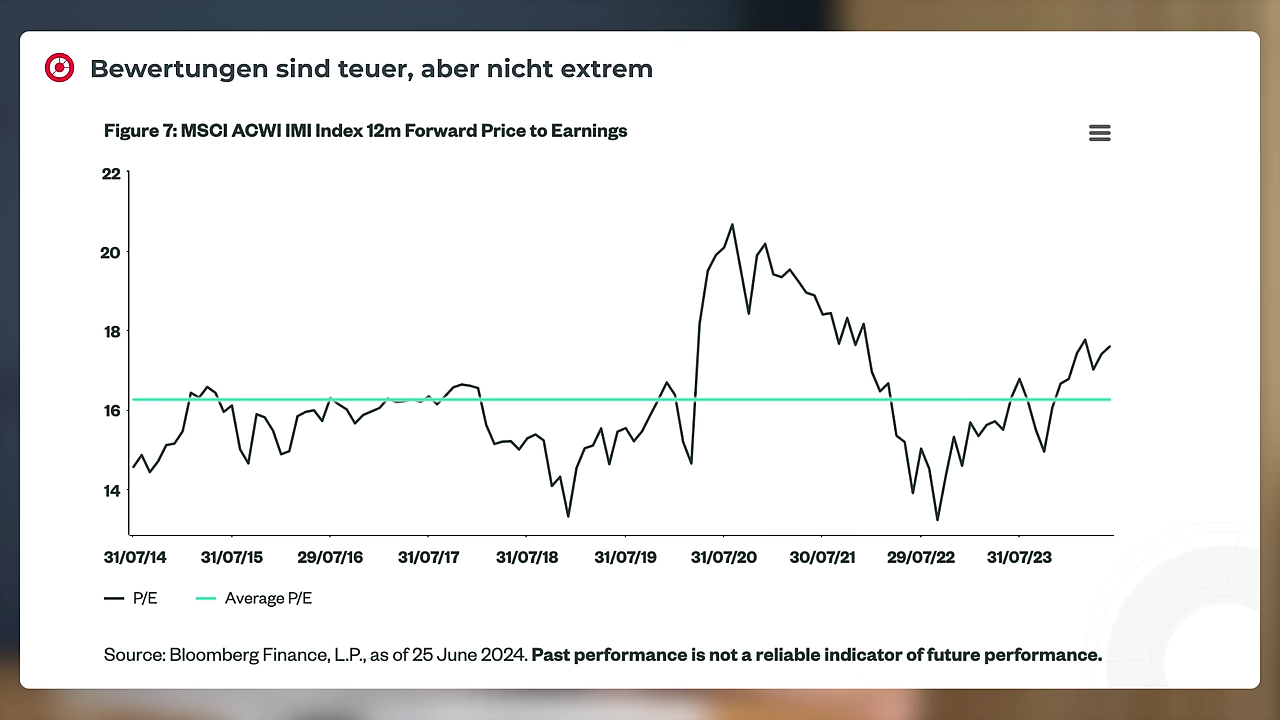 Bewertungen sind teuer, aber nicht extrem
Figure 7: MSCI ACWI IMI Index 12m Forward Price to Earnings
22
20
18
16
14
31/07/14 31/07/15 29/07/16 31/07/17 31/07/18 31/07/19 31/07/20 30/07/21 29/07/22 31/07/23
P/E Average P/E
Source: Bloomberg Finance, L.P., as of 25 June 2024. Past performance is not a reliable indicator of future performance.